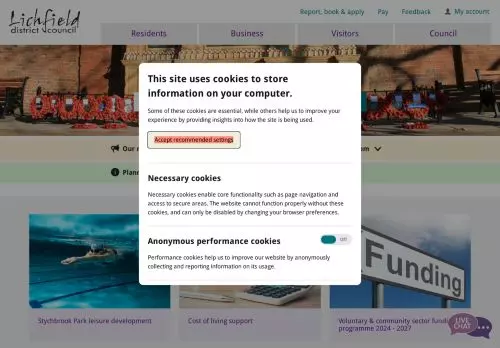 Lichfield
district council
Report, book & apply
Pay
Feedback
My account
Residents
Business
Visitors
Council
This site uses cookies to store
information on your computer.
Some of these cookies are essential, while others help us to improve your
experience by providing insights into how the site is being used.
Accept recommended settings
Necessary cookies
Necessary cookies enable core functionality such as page navigation and
access to secure areas. The website cannot function properly without these
cookies, and can only be disabled by changing your browser preferences.
Anonymous performance cookies
Off
Performance cookies help us to improve our website by anonymously
collecting and reporting information on its usage.
Our
Funding
Stychbrook Park leisure development
Cost of living support
Voluntary & community sector
programme 2024 - 2027
LIVE
CHAT